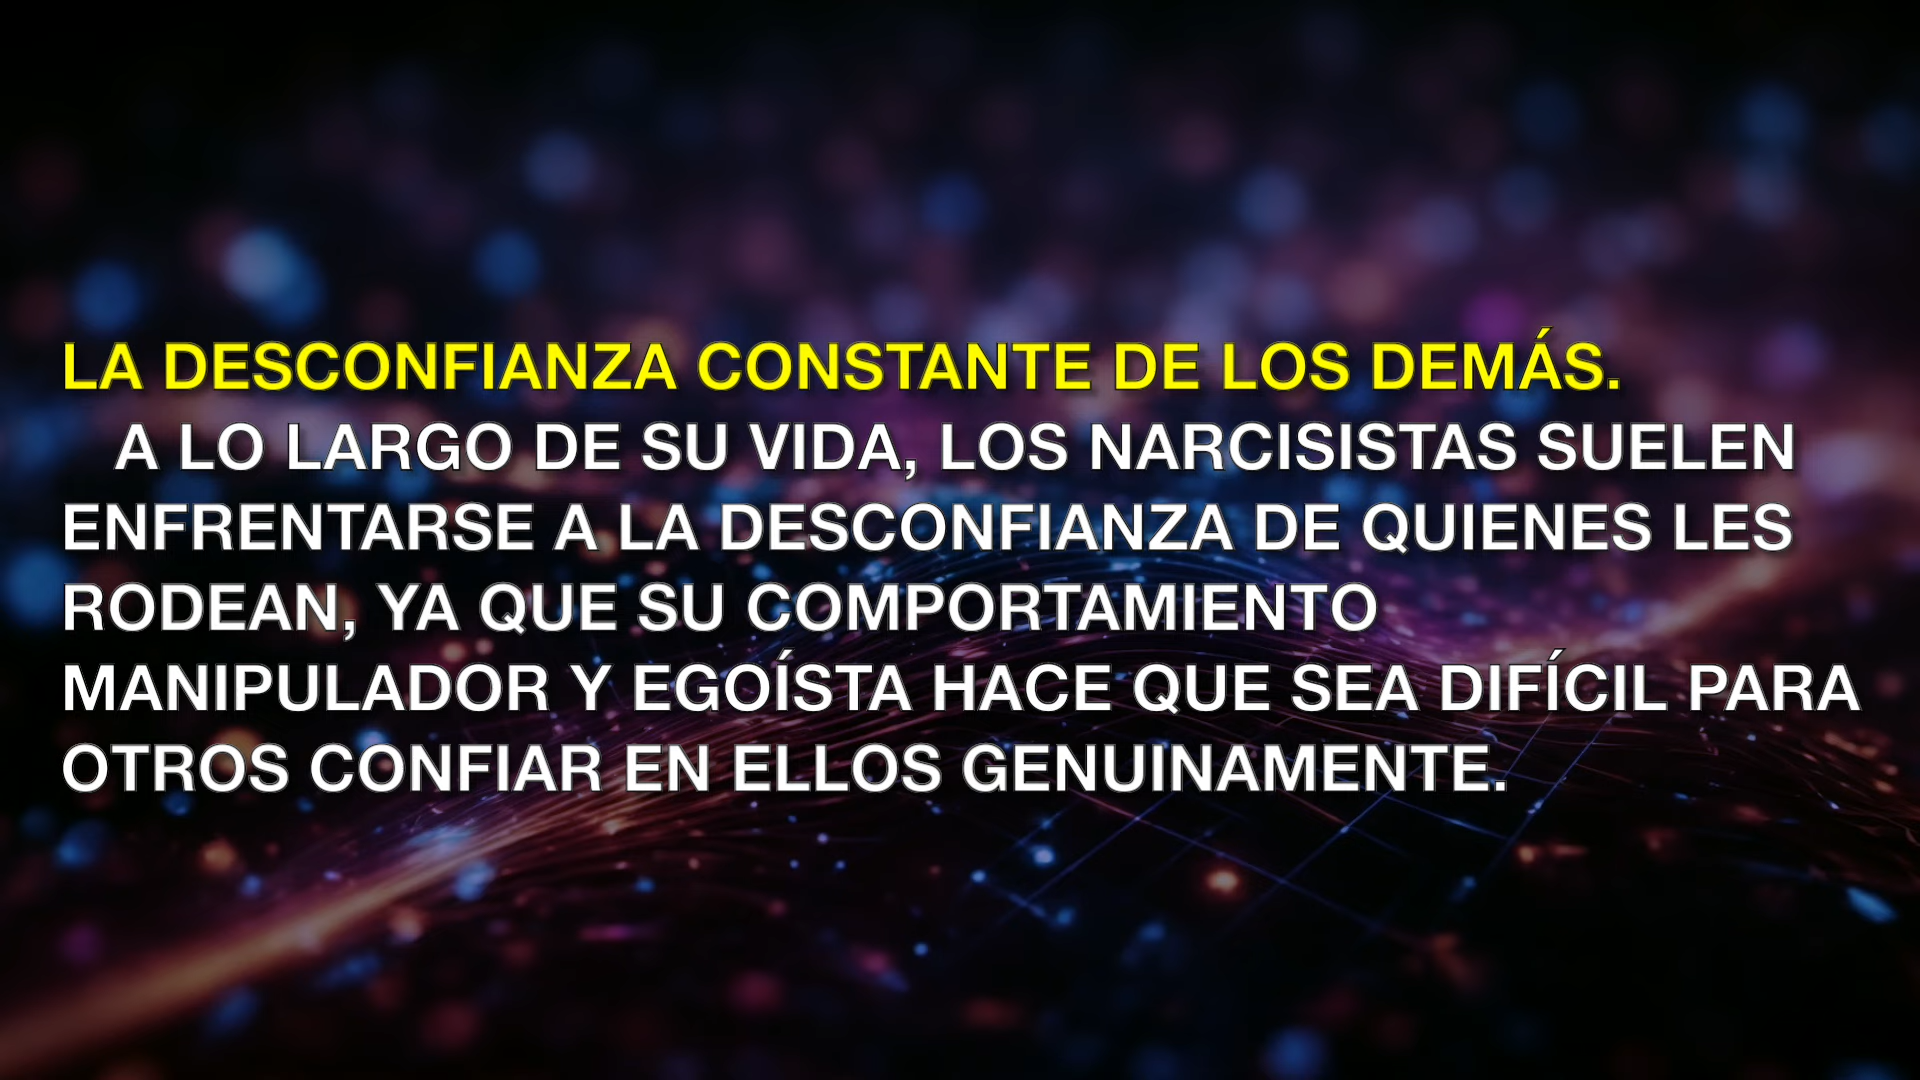 LA DESCONFIANZA CONSTANTE DE LOS DEMÁS.
A LO LARGO DE SU VIDA, LOS NARCISISTAS SUELEN
ENFRENTARSE A LA DESCONFIANZA DE QUIENES LES
RODEAN, YA QUE SU COMPORTAMIENTO
MANIPULADOR Y EGOÍSTA HACE QUE SEA DIFÍCIL PARA
OTROS CONFIAR EN ELLOS GENUINAMENTE.